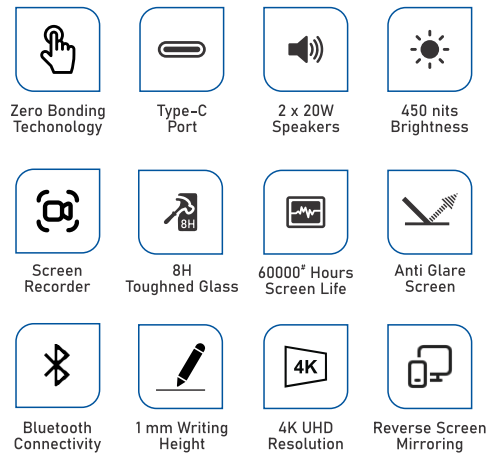 Zero Bonding
Techonology
Type-C
Port
2 x 20W
Speakers
450 nits
Brightness
Screen
Recorder
8H
8H
Toughned Glass
60000# Hours
Screen Life
Anti Glare
Screen
Bluetooth
Connectivity
1 mm Writing
Height
4K
4K UHD
Resolution
Reverse Screen
Mirroring